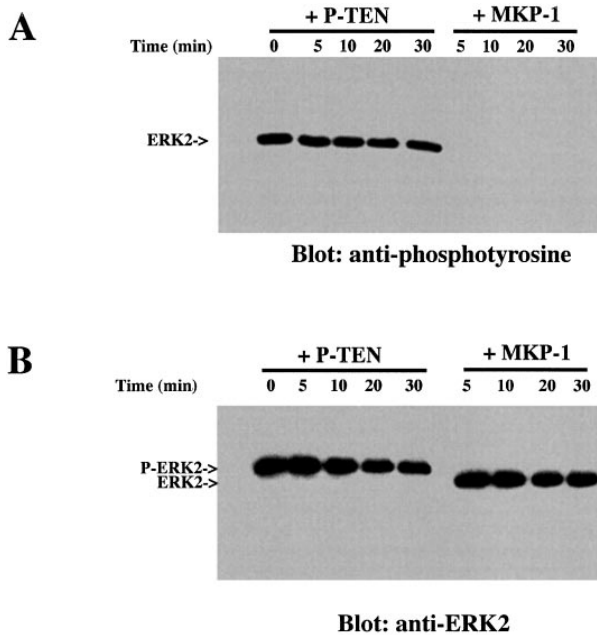 A
+ P-TEN + MKP-1
Time (min) 0 5 10 20 30 5 10 20 30
ERK2->
Blot: anti-phosphotyrosine
B
+ P-TEN + MKP-1
Time (min) 0 5 10 20 30 5 10 20 30
P-ERK2->
ERK2->
Blot: anti-ERK2